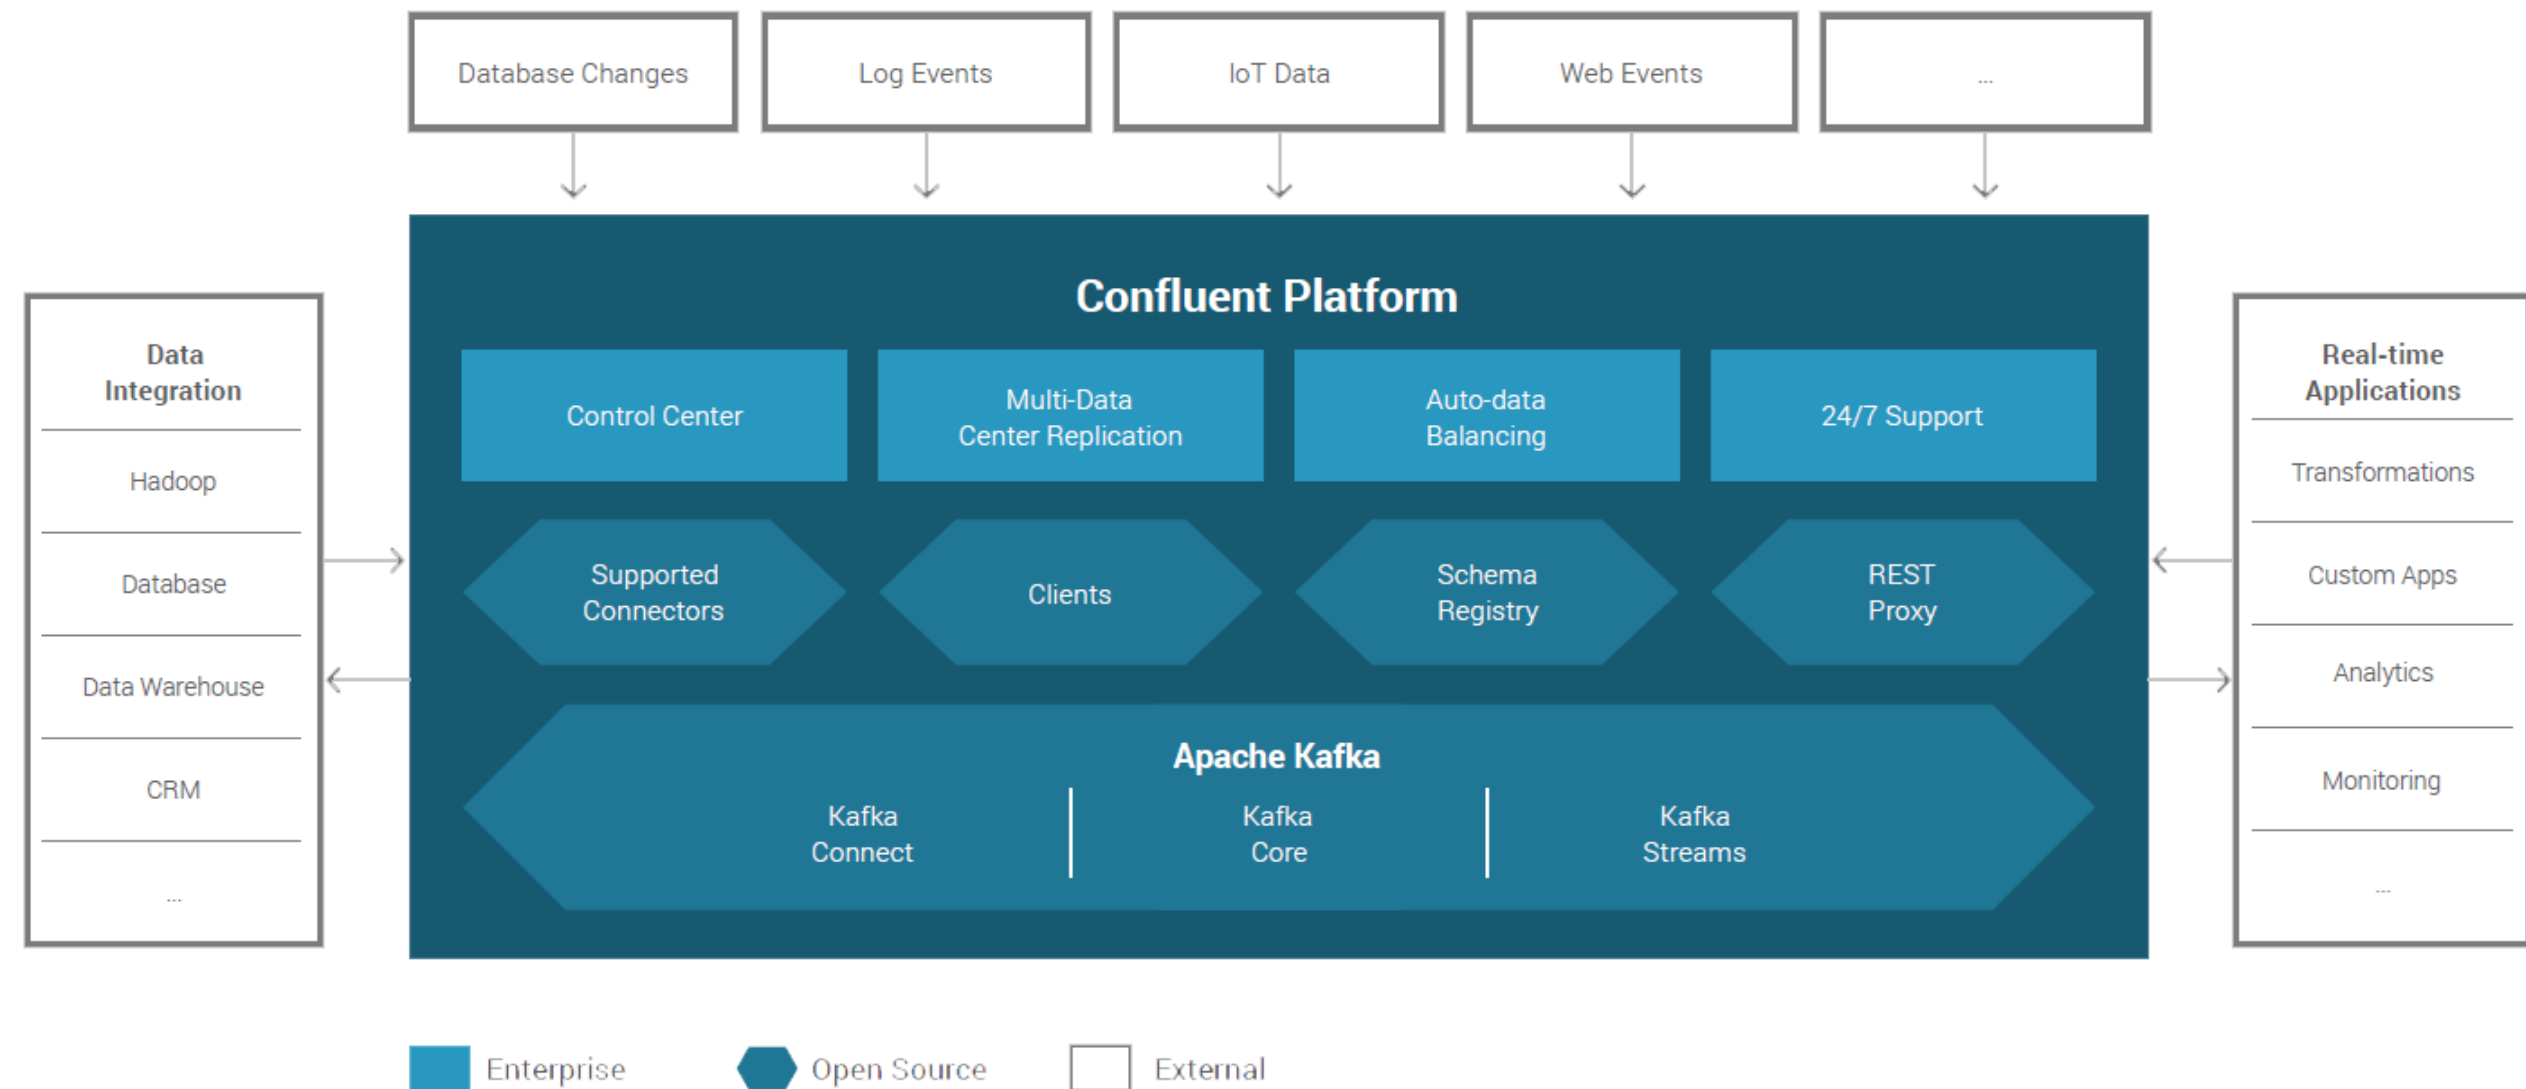 Database Changes
Log Events
IoT Data
Web Events
...
Confluent Platform
Data
Integration
Hadoop
Database
Data Warehouse
CRM
...
Control Center
Multi-Data
Center Replication
Auto-data
Balancing
24/7 Support
Supported
Connectors
Clients
Schema
Registry
REST
Proxy
Apache Kafka
Kafka
Connect
Kafka
Core
Kafka
Streams
Real-time
Applications
Transformations
Custom Apps
Analytics
Monitoring
...
Enterprise
Open Source
External